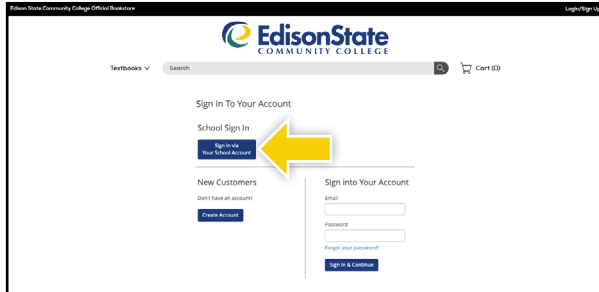 Edison State Community College Official Bookstore
Login/Sign Up
EdisonState
COMMUNITY COLLEGE
Textbooks
Search
Cart (0)
Sign In To Your Account
School Sign In
Sign In via
Your School Account
New Customers
Don't have an account?
Create Account
Sign into Your Account
Email
Password
Forgot your password?
Sign In & Continue